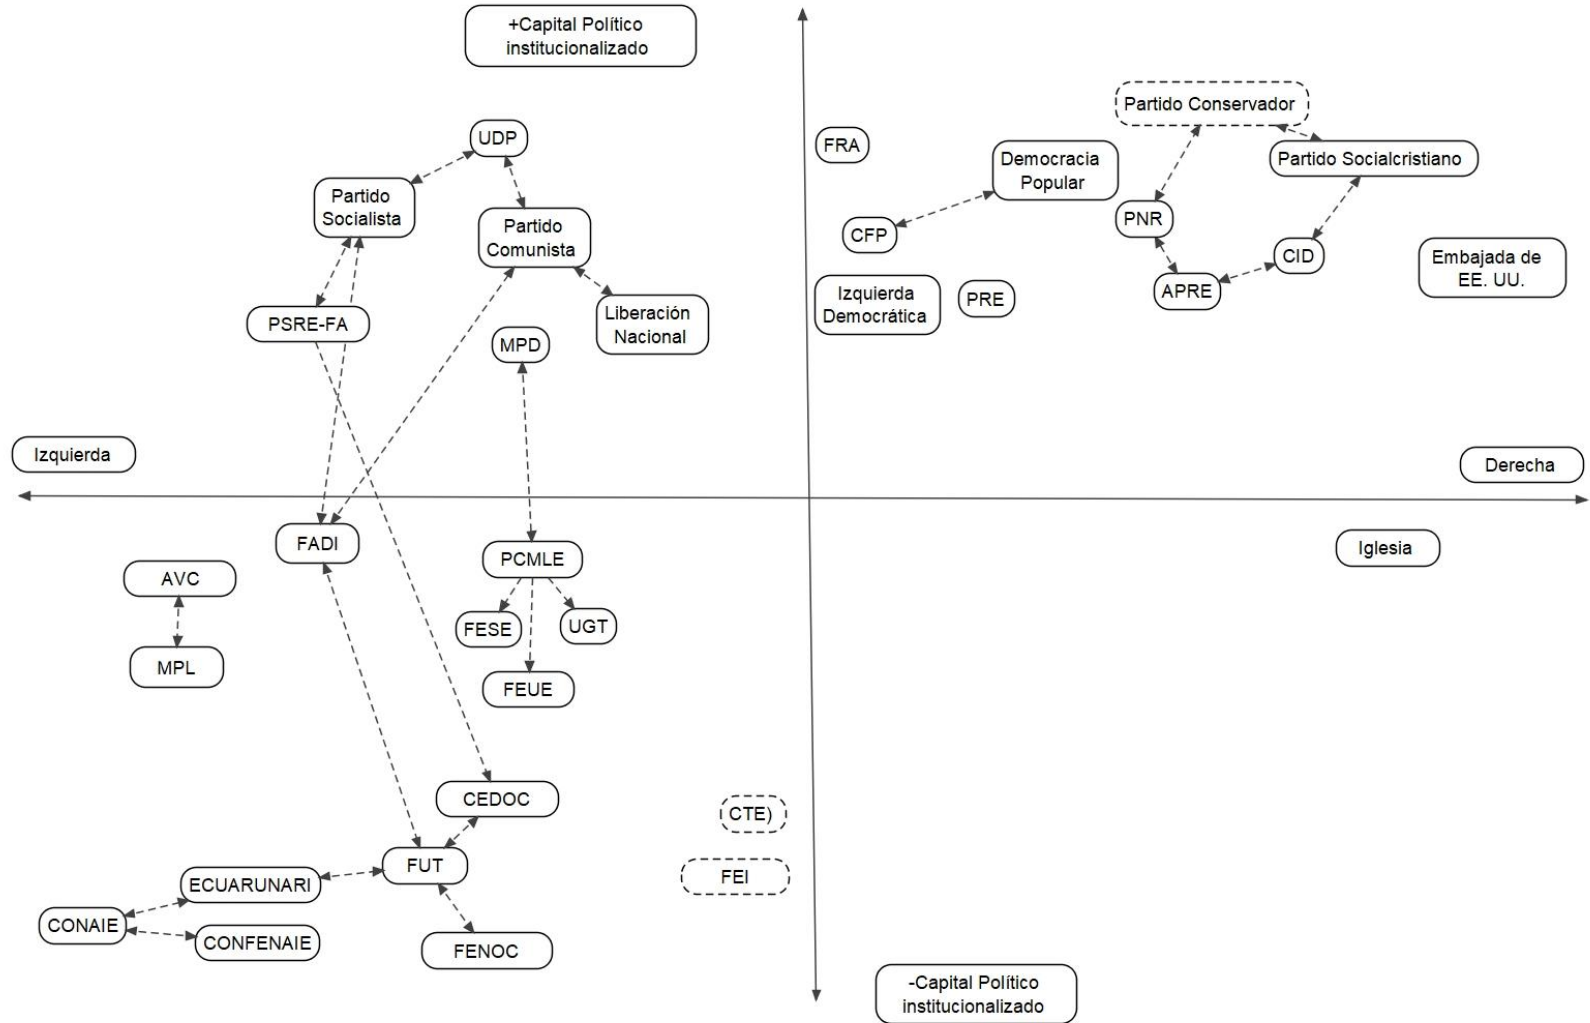 +Capital Político
institucionalizado
Partido Conservador
UDP
FRA
Democracia
Popular
Partido Socialcristiano
Partido
Socialista
Partido
Comunista
CFP
PNR
CID
Embajada de
EE. UU.
Izquierda
Democrática
PRE
APRE
PSRE-FA
Liberación
Nacional
MPD
Izquierda
Derecha
FADI
PCMLE
Iglesia
AVC
FESE
UGT
MPL
FEUE
CEDOC
CTE)
FUT
FEI
ECUARUNARI
CONAIE
CONFENAIE
FENOC
-Capital Político
institucionalizado